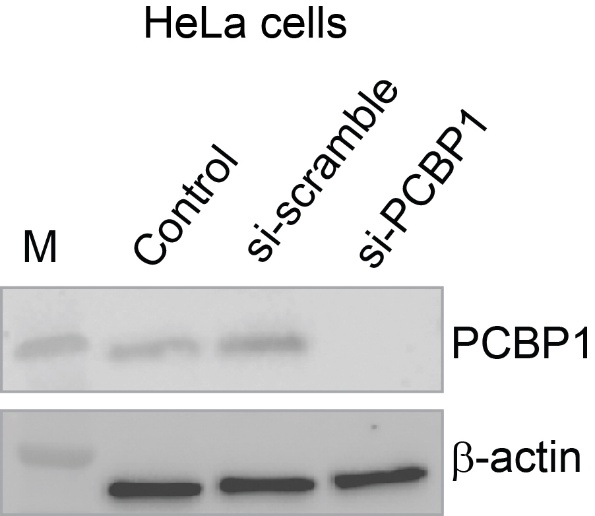 HeLa cells
M
Control
si-scramble
si-PCBP1
PCBP1
β-actin